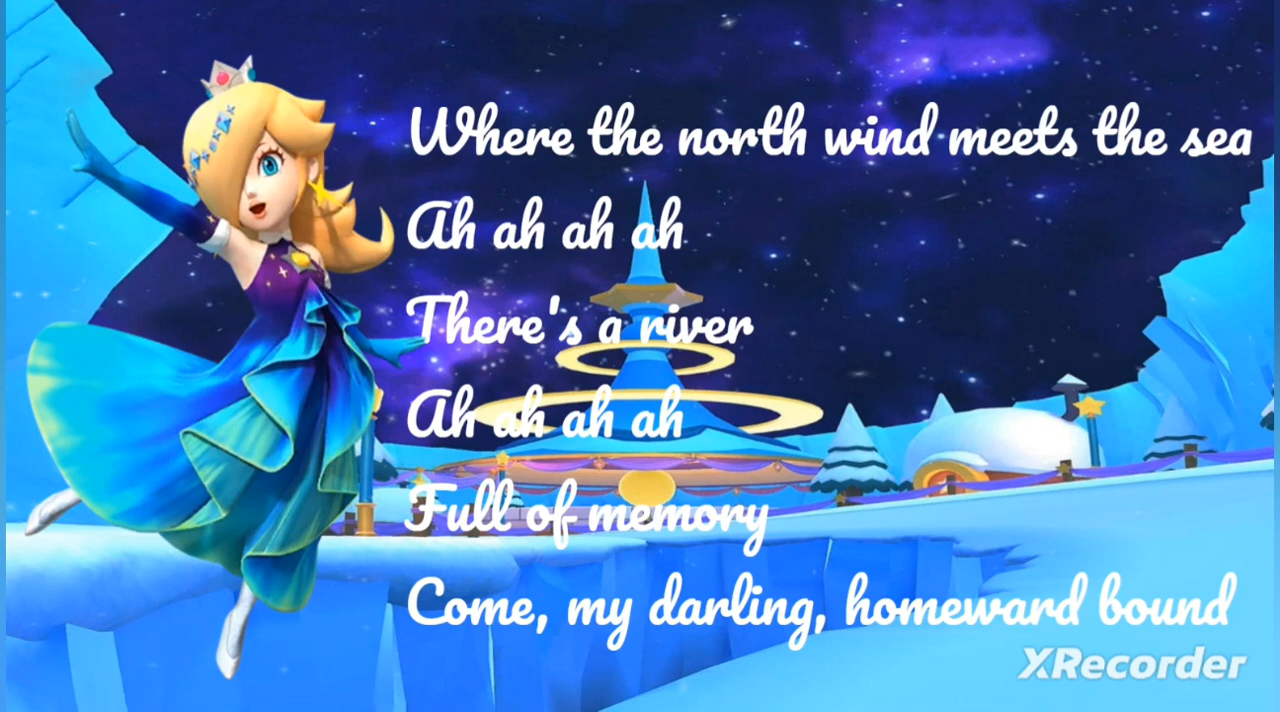 Where the north wind meets the sea
Ah ah ah ah
There's a river
Ah ah ah ah
Full of memory
Come, my darling, homeward bound
XRecorder